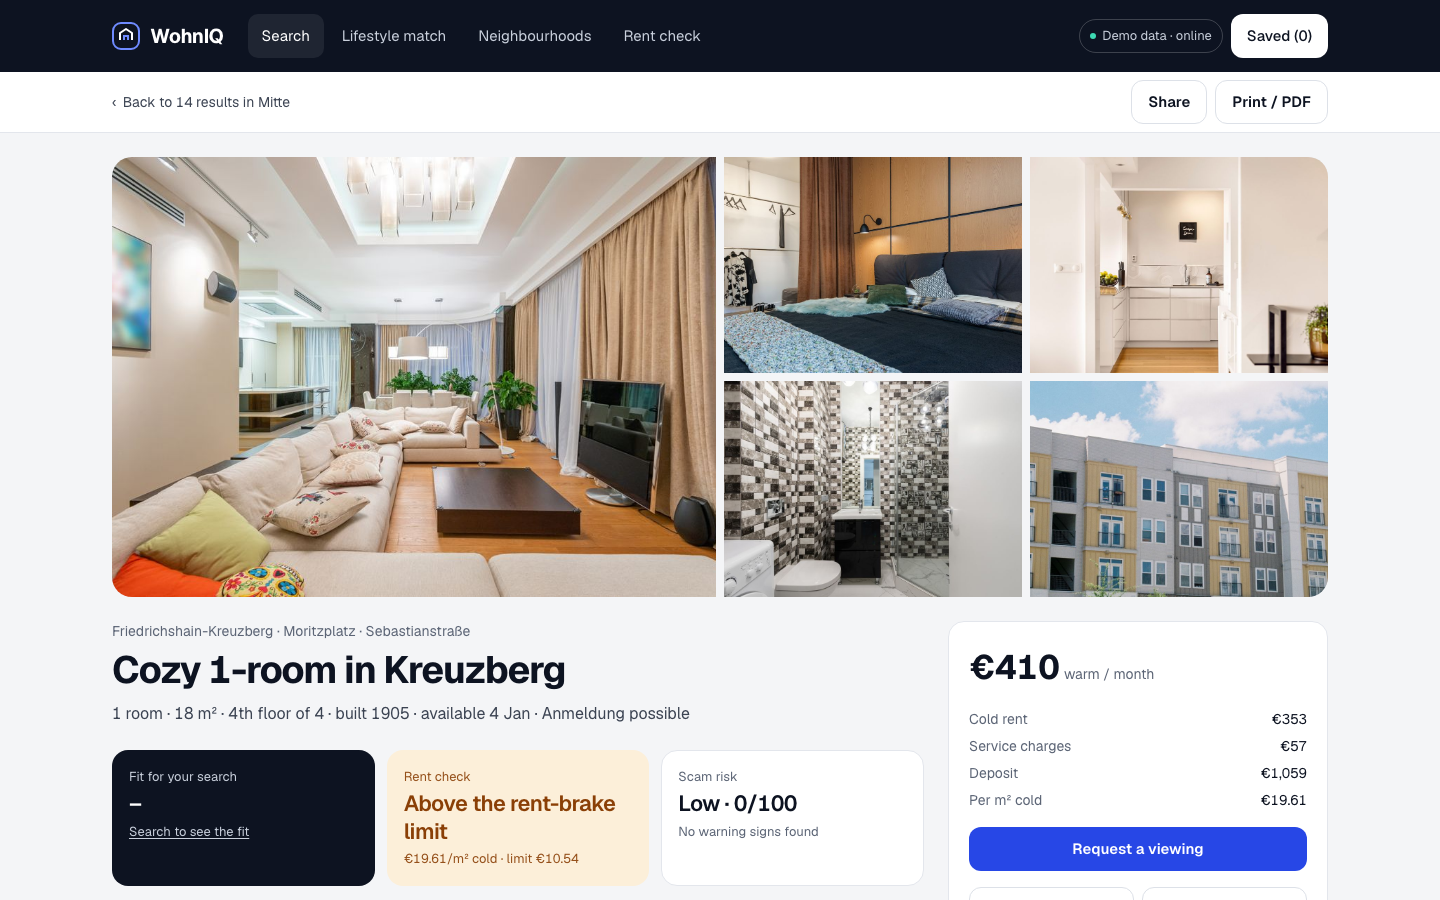 WohnIQ
Search
Lifestyle match
Neighbourhoods
Rent check
Demo data · online
Saved (0)
‹ Back to 14 results in Mitte
Share
Print / PDF
Friedrichshain-Kreuzberg · Moritzplatz · Sebastianstraße
Cozy 1-room in Kreuzberg
1 room · 18 m² · 4th floor of 4 · built 1905 · available 4 Jan · Anmeldung possible
Fit for your search
–
Search to see the fit
Rent check
Above the rent-brake
limit
€19.61/m² cold · limit €10.54
Scam risk
Low · 0/100
No warning signs found
€410 warm / month
Cold rent €353
Service charges €57
Deposit €1,059
Per m² cold €19.61
Request a viewing